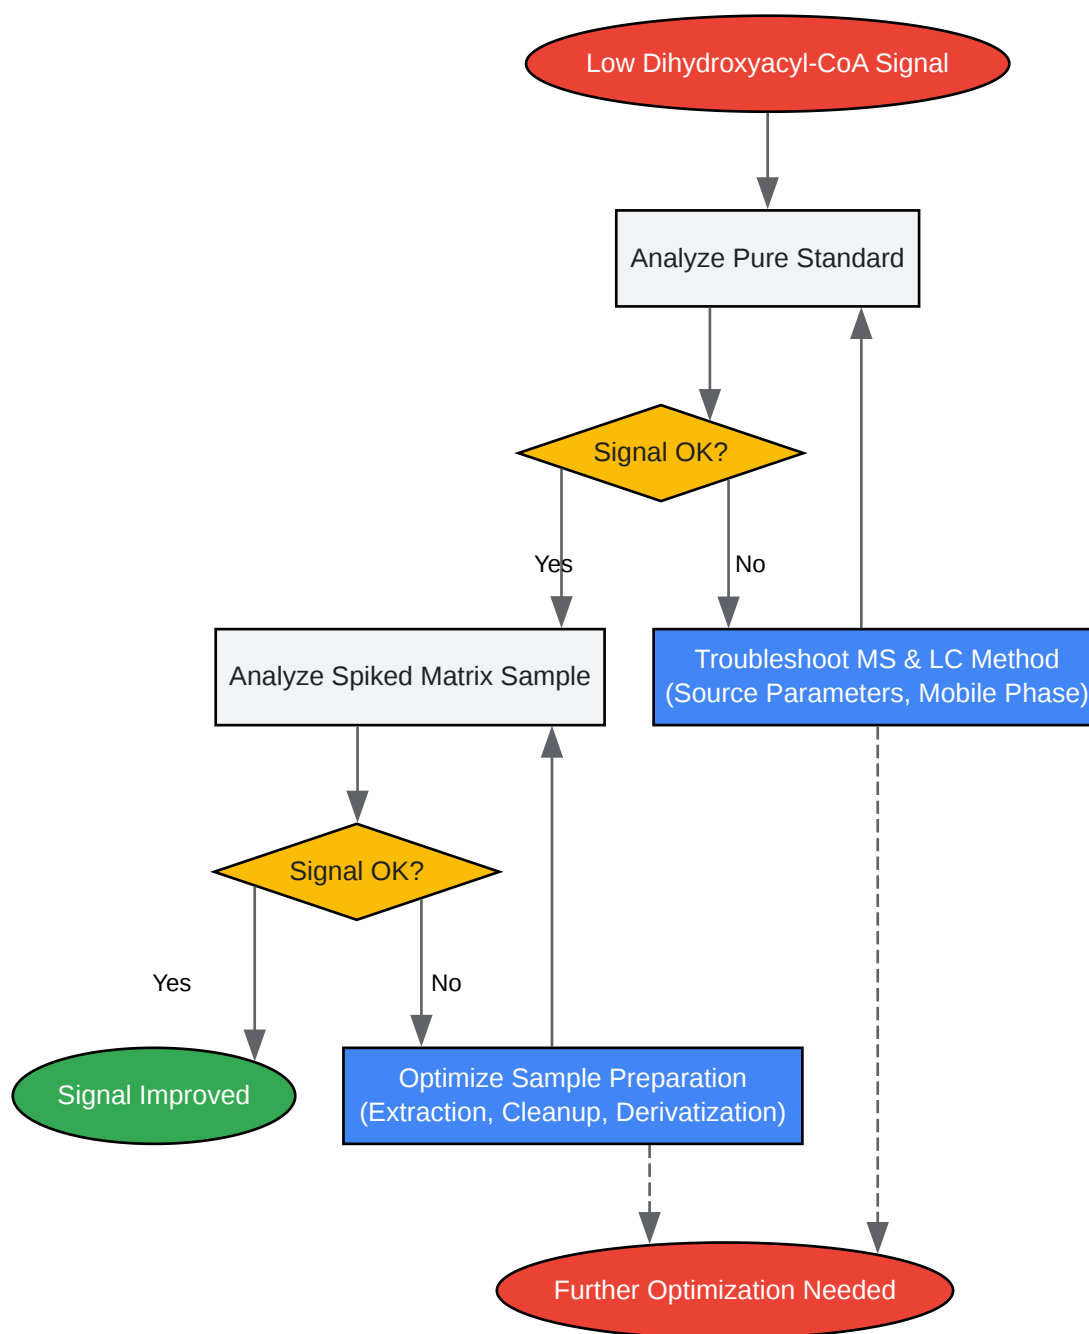 Low Dihydroxyacyl-CoA Signal
Analyze Pure Standard
Signal OK?
Yes
No
Analyze Spiked Matrix Sample
Troubleshoot MS & LC Method
(Source Parameters, Mobile Phase)
Signal OK?
Yes
No
Signal Improved
Optimize Sample Preparation
(Extraction, Cleanup, Derivatization)
Further Optimization Needed